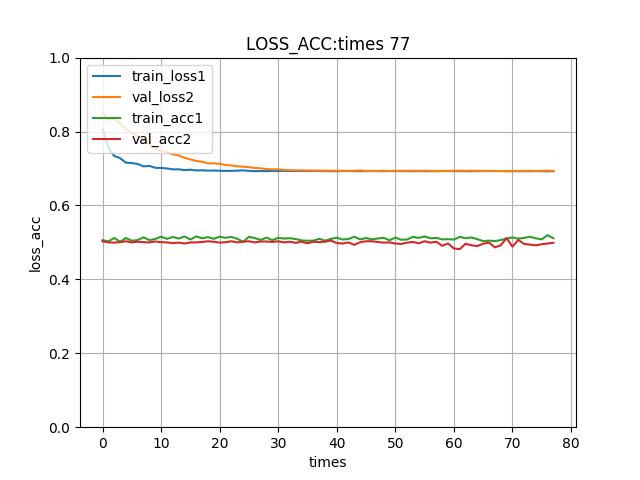 LOSS_ACC:times 77
train_loss1
val_loss2
train_acc1
val_acc2
1.0
0.8
0.6
0.4
0.2
0.0
loss_acc
0 10 20 30 40 50 60 70 80
times